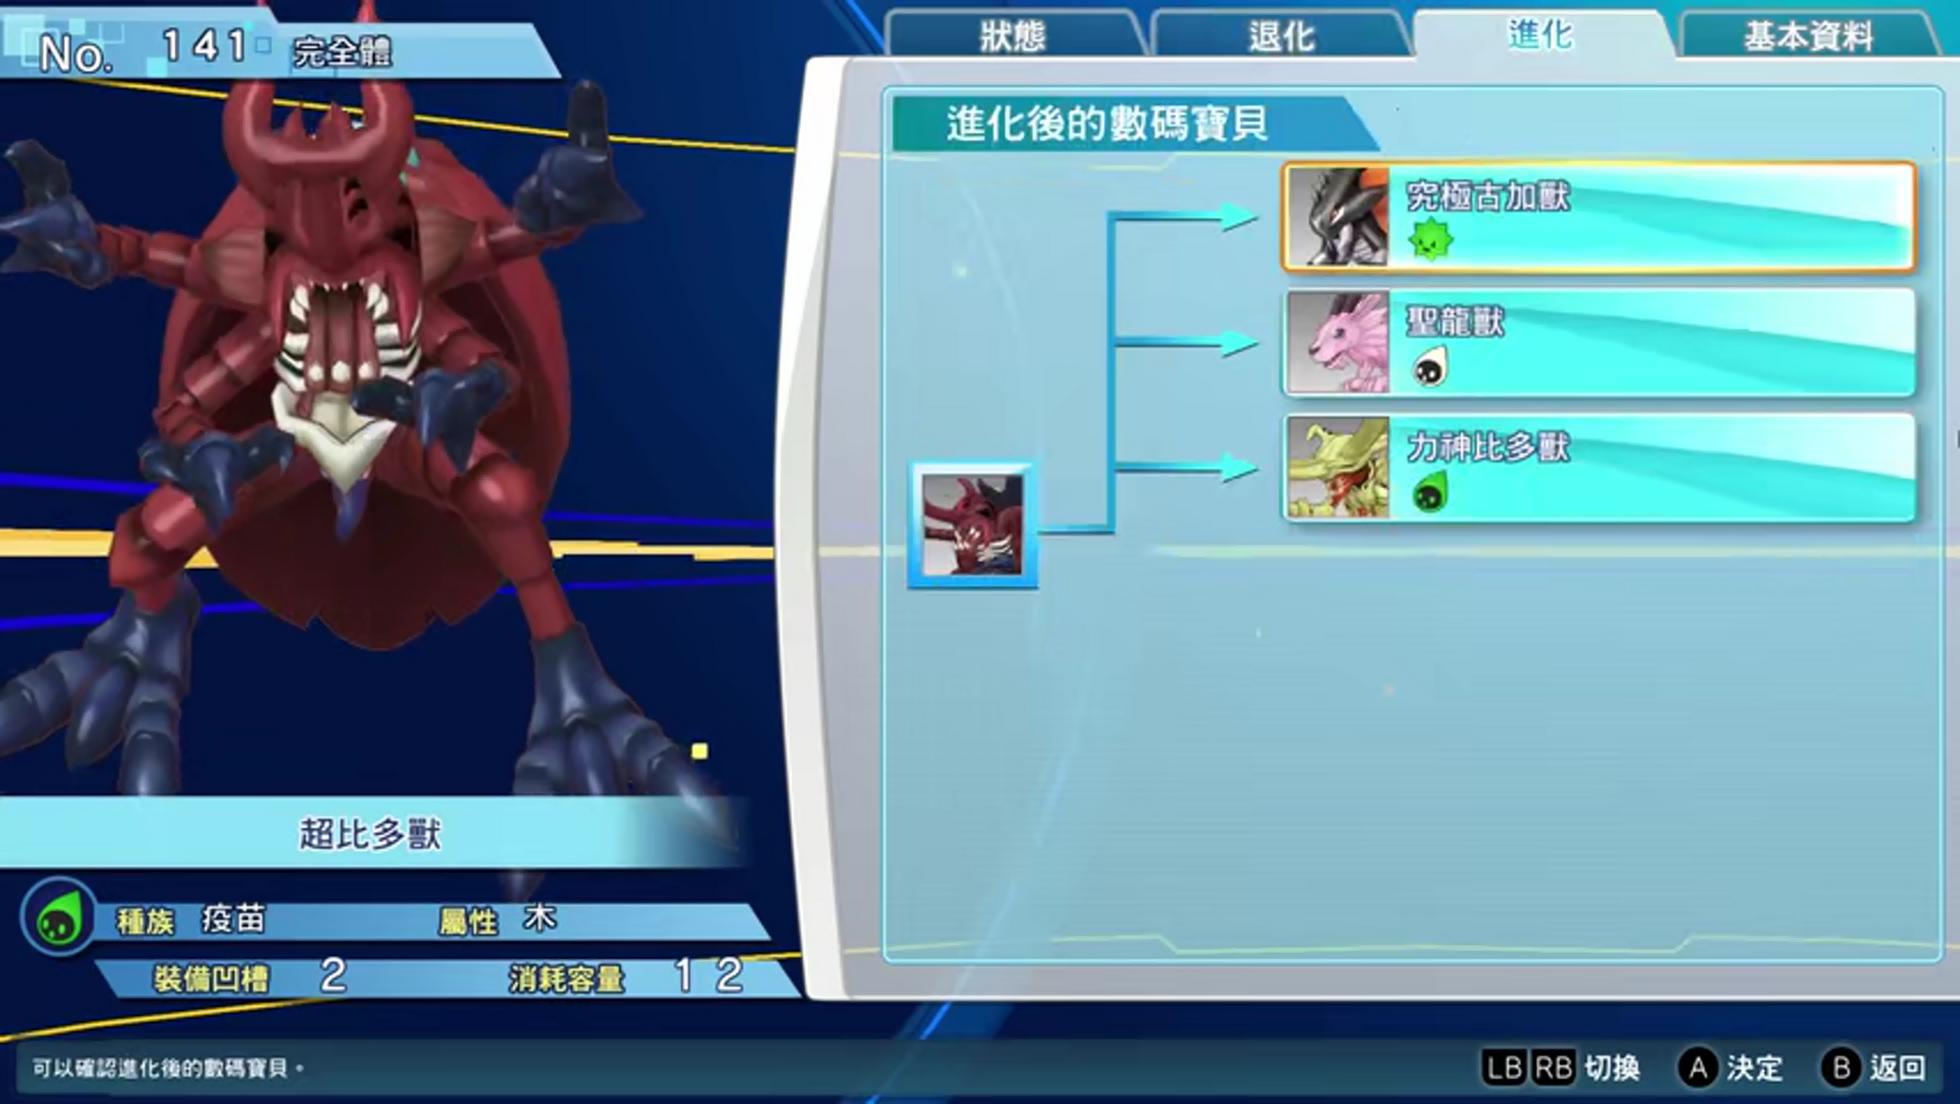 No. 141 完全體
狀態 退化 進化 基本資料
進化後的數碼寶貝
究極古加獸
聖龍獸
力神比多獸
超比多獸
種族 疫苗 屬性 木
裝備凹槽 2 消耗容量 12
可以確認進化後的數碼寶貝。
LB RB 切換 A 決定 B 返回